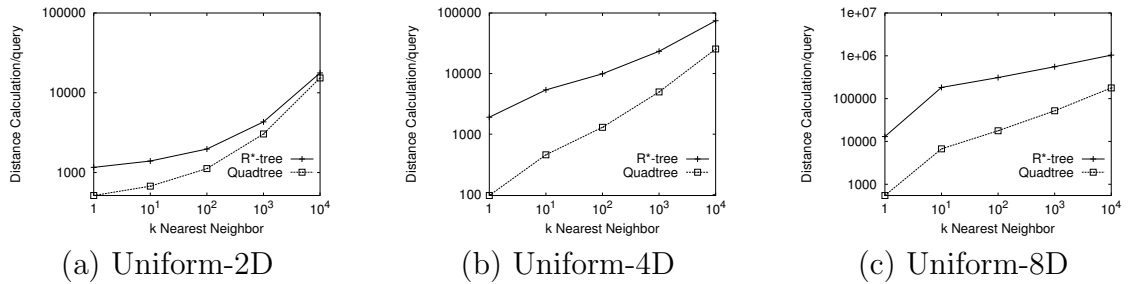 100000
10000
1000
Distance Calculation/query
R*-tree
Quadtree
1 10^1 10^2 10^3 10^4
k Nearest Neighbor
(a) Uniform-2D
100000
10000
1000
100
Distance Calculation/query
R*-tree
Quadtree
1 10^1 10^2 10^3 10^4
k Nearest Neighbor
(b) Uniform-4D
1e+07
1e+06
100000
10000
1000
Distance Calculation/query
R*-tree
Quadtree
1 10^1 10^2 10^3 10^4
k Nearest Neighbor
(c) Uniform-8D